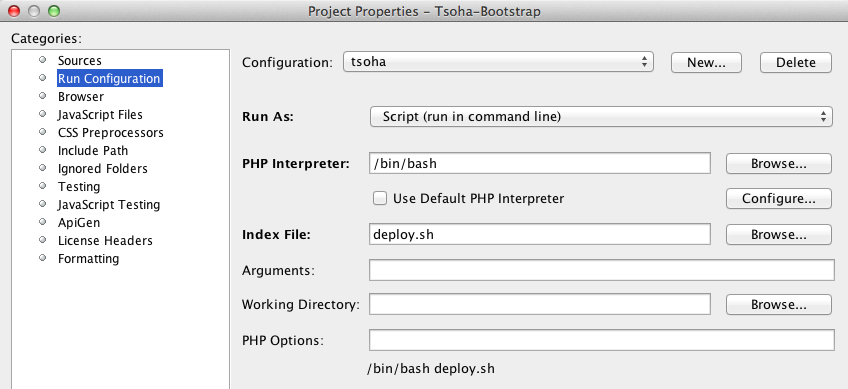 Project Properties – Tsoha-Bootstrap
Categories:
Sources
Run Configuration
Browser
JavaScript Files
CSS Preprocessors
Include Path
Ignored Folders
Testing
JavaScript Testing
ApiGen
License Headers
Formatting
Configuration: tsoha New... Delete
Run As: Script (run in command line)
PHP Interpreter: /bin/bash Browse...
Use Default PHP Interpreter Configure...
Index File: deploy.sh Browse...
Arguments:
Working Directory: Browse...
PHP Options:
/bin/bash deploy.sh